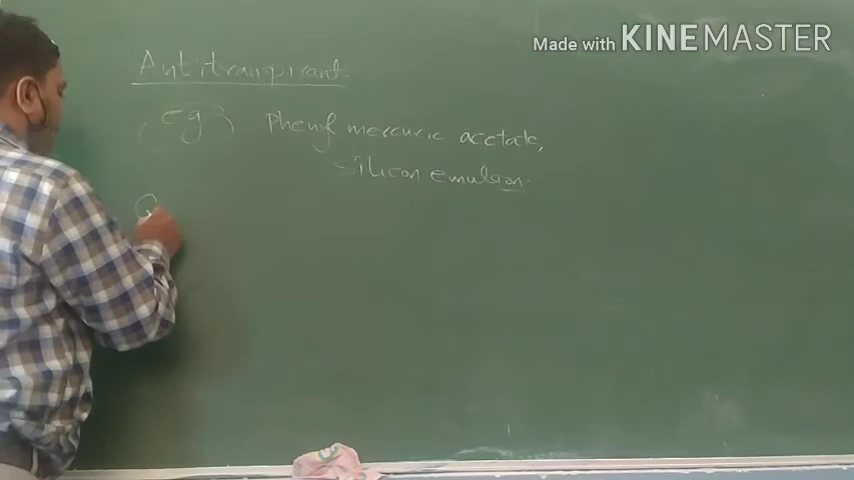 Made with KINEMASTER
Antitranspirants
eg Phenyl mercuric acetate,
Silicon emulsion.
Q